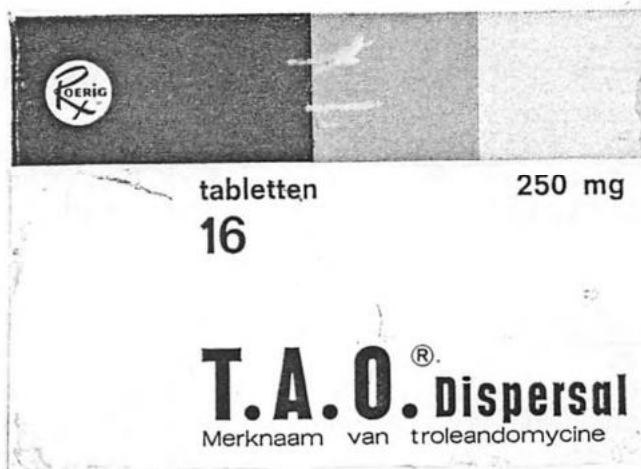 ROERIG
tabletten 250 mg
16
T.A.O.® Dispersal
Merknaam van troleandomycine